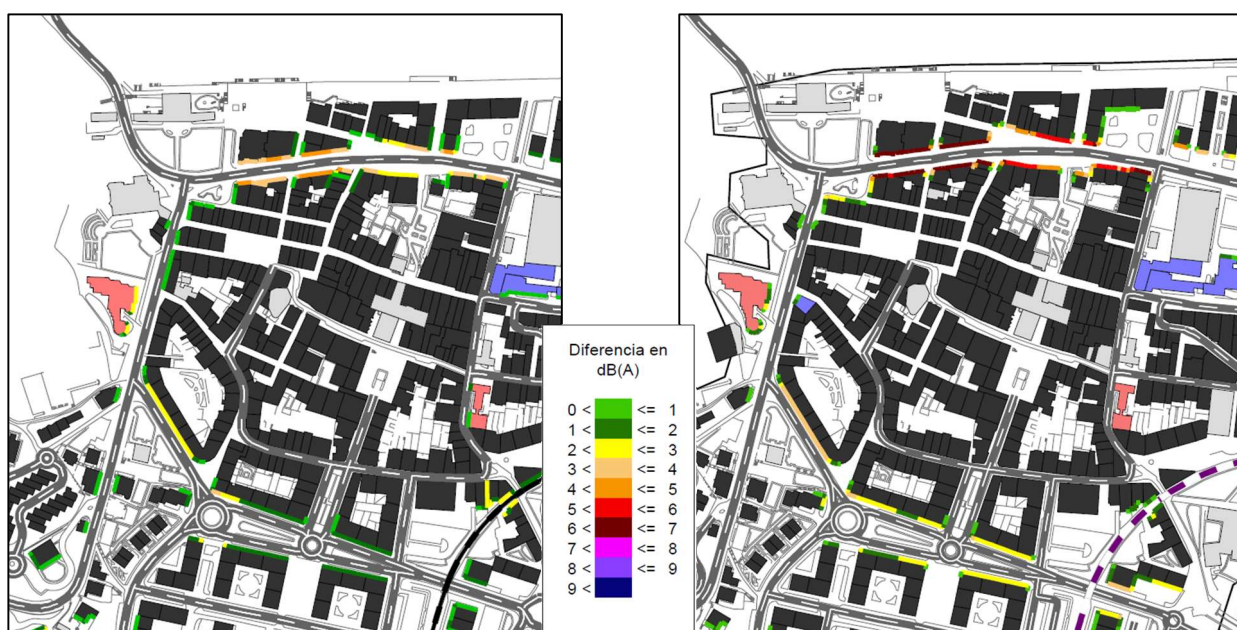 Diferencia en
dB(A)
0 < <= 1
1 < <= 2
2 < <= 3
3 < <= 4
4 < <= 5
5 < <= 6
6 < <= 7
7 < <= 8
8 < <= 9
9 <